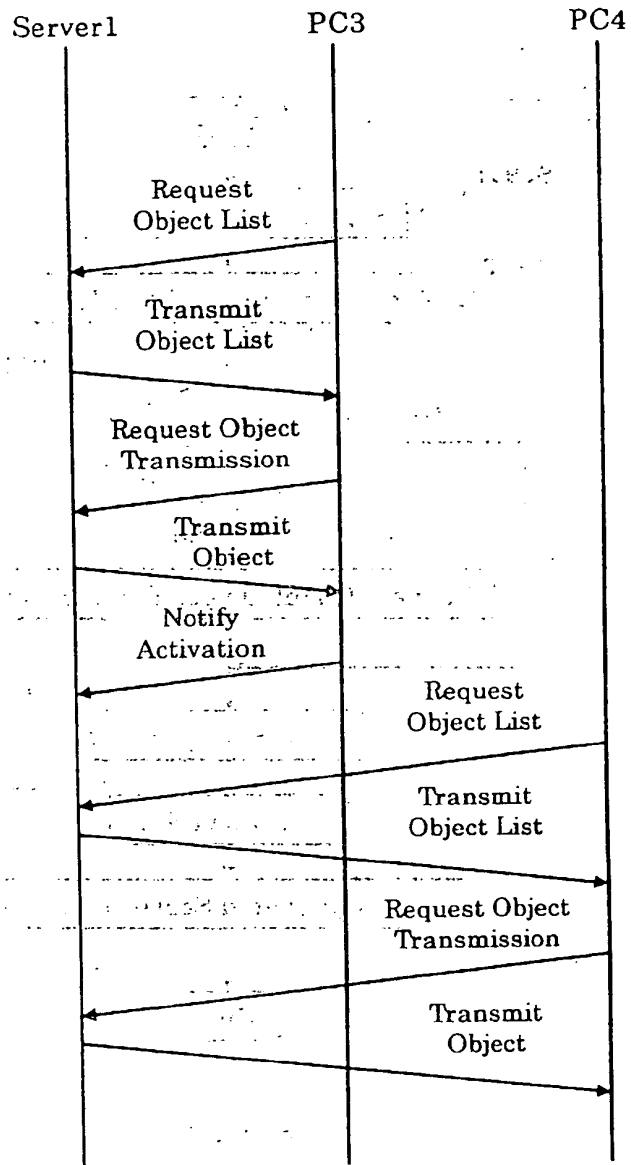 Server1 PC3 PC4
Request
Object List
Transmit
Object List
Request Object
Transmission
Transmit
Object
Notify
Activation
Request
Object List
Transmit
Object List
Request Object
Transmission
Transmit
Object